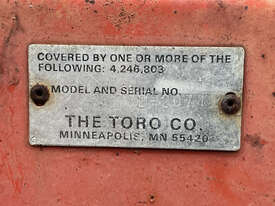 COVERED BY ONE OR MORE OF THE
FOLLOWING: 4,246,803
MODEL AND SERIAL NO.
THE TORO CO.
MINNEAPOLIS, MN 55420